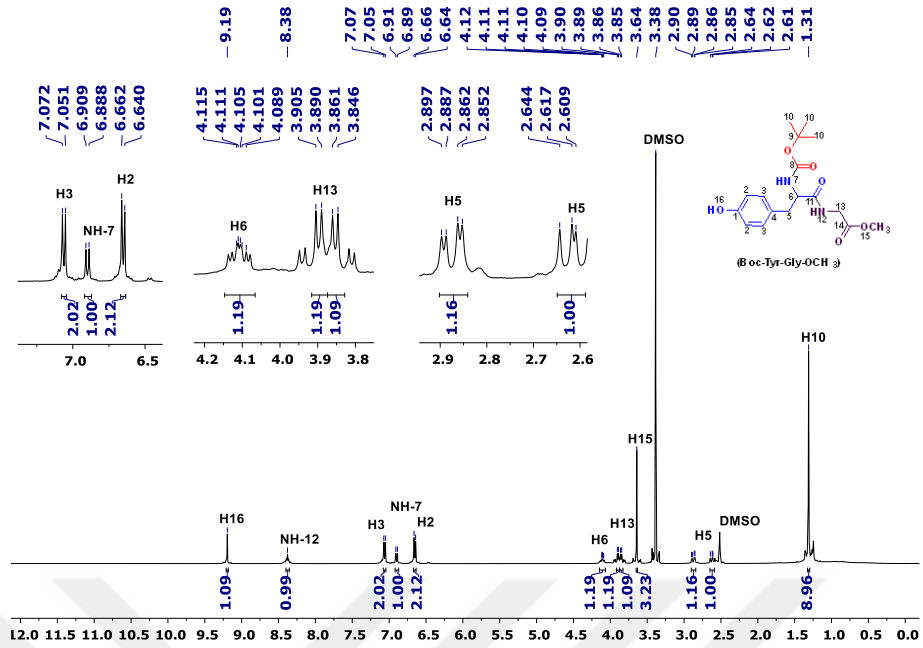 9.19 8.38 7.07 7.05 6.91 6.89 6.66 6.64 4.12 4.11 4.11 4.10 4.09 3.90 3.89 3.86 3.85 3.64 3.38 2.90 2.89 2.86 2.85 2.64 2.62 2.61 1.31
7.072 7.051 6.909 6.888 6.662 6.640
4.115 4.111 4.105 4.101 4.089 3.905 3.890 3.861 3.846
2.897 2.887 2.862 2.852 2.644 2.617 2.609
H3 NH-7 H2
2.02 1.00 2.12
7.0 6.5
H6 H13
1.19 1.19 1.09
4.2 4.1 4.0 3.9 3.8
H5 H5
1.16 1.00
2.9 2.8 2.7 2.6
DMSO
10 10
9 10
O
8 O
HN 7
16 2 3 6 O
HO 1 4 5 11 NH 12 13
2 3 14 OCH3
O 15
(Boc-Tyr-Gly-OCH 3)
H10
H15
H16 NH-12 H3 NH-7 H2 H6 H13 H5 DMSO
1.09 0.99 2.02 1.00 2.12 1.19 1.19 1.09 3.23 1.16 1.00 8.96
12.0 11.0 10.0 9.5 9.0 8.5 8.0 7.5 7.0 6.5 6.0 5.5 5.0 4.5 4.0 3.5 3.0 2.5 2.0 1.5 1.0 0.5 0.0